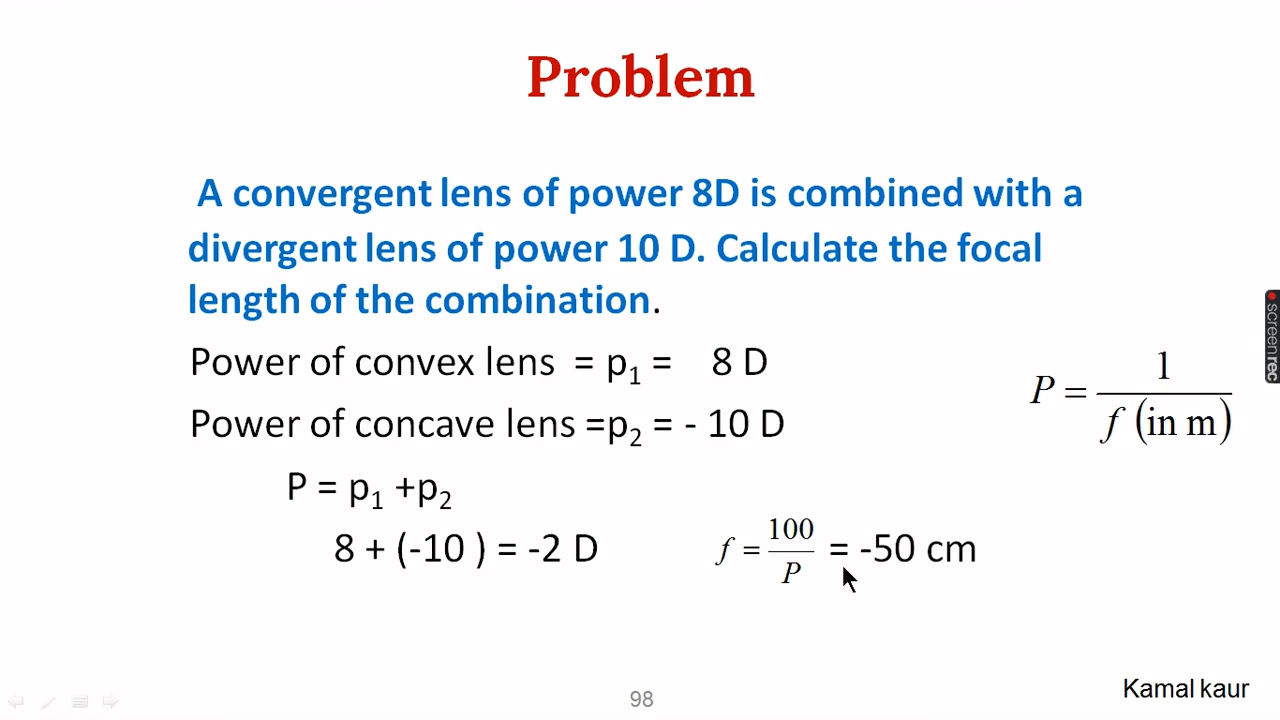 Problem
A convergent lens of power 8D is combined with a
divergent lens of power 10 D. Calculate the focal
length of the combination.
Power of convex lens = p₁ = 8 D
P = 1 / f (in m)
Power of concave lens =p₂ = - 10 D
P = p₁ +p₂
8 + (-10 ) = -2 D
f = 100 / P = -50 cm
screenrec
98
Kamal kaur